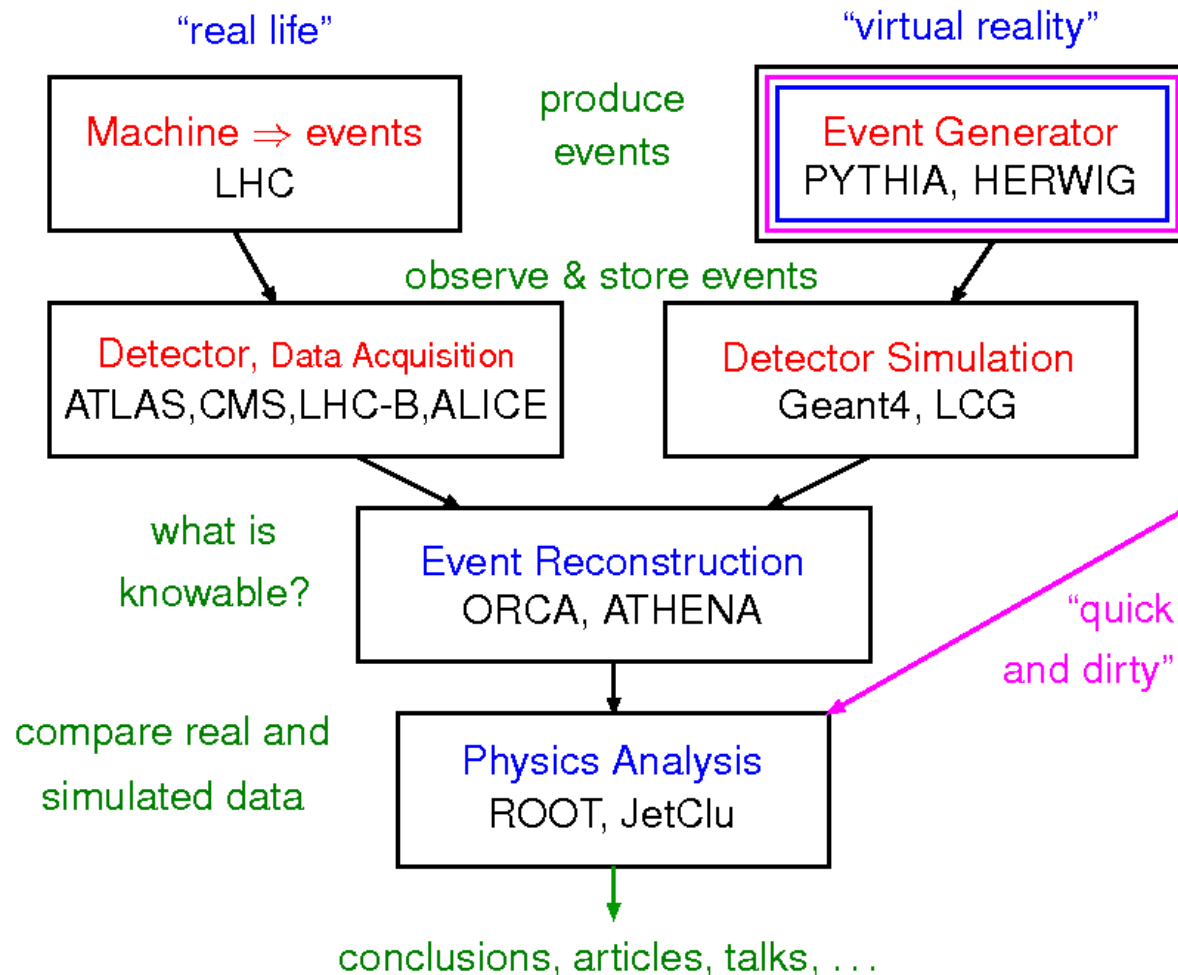 “real life”
“virtual reality”
Machine ⇒ events
LHC
produce
events
Event Generator
PYTHIA, HERWIG
observe & store events
Detector, Data Acquisition
ATLAS,CMS,LHC-B,ALICE
Detector Simulation
Geant4, LCG
what is
knowable?
Event Reconstruction
ORCA, ATHENA
“quick
and dirty”
compare real and
simulated data
Physics Analysis
ROOT, JetClu
conclusions, articles, talks, . . .